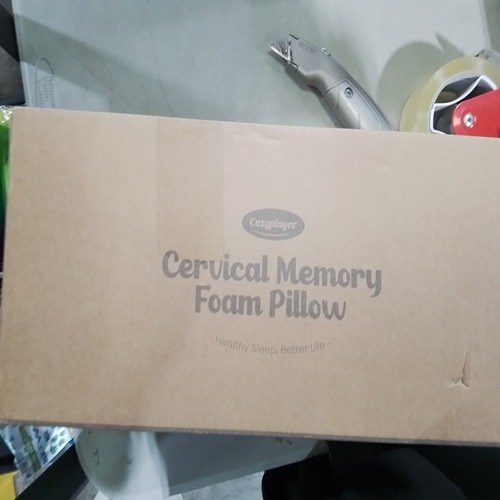 Cozyplayer
Cervical Memory
Foam Pillow
- Healthy Sleep, Better Life -